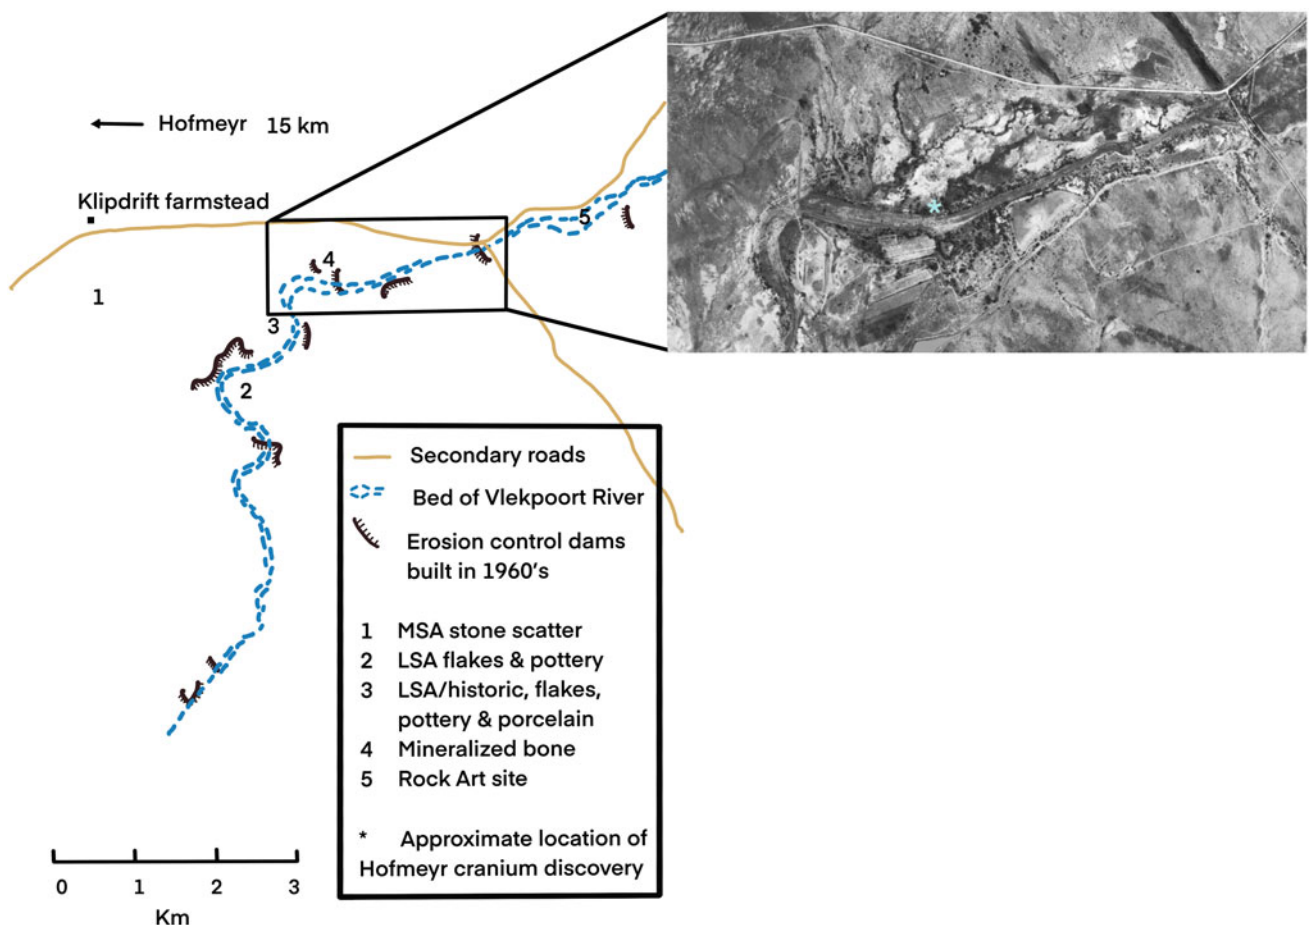 Hofmeyr 15 km
Klipdrift farmstead
5
4
1
3
2
Secondary roads
Bed of Vlekpoort River
Erosion control dams
built in 1960's
1 MSA stone scatter
2 LSA flakes & pottery
3 LSA/historic, flakes,
pottery & porcelain
4 Mineralized bone
5 Rock Art site
* Approximate location of
Hofmeyr cranium discovery
0 1 2 3
Km